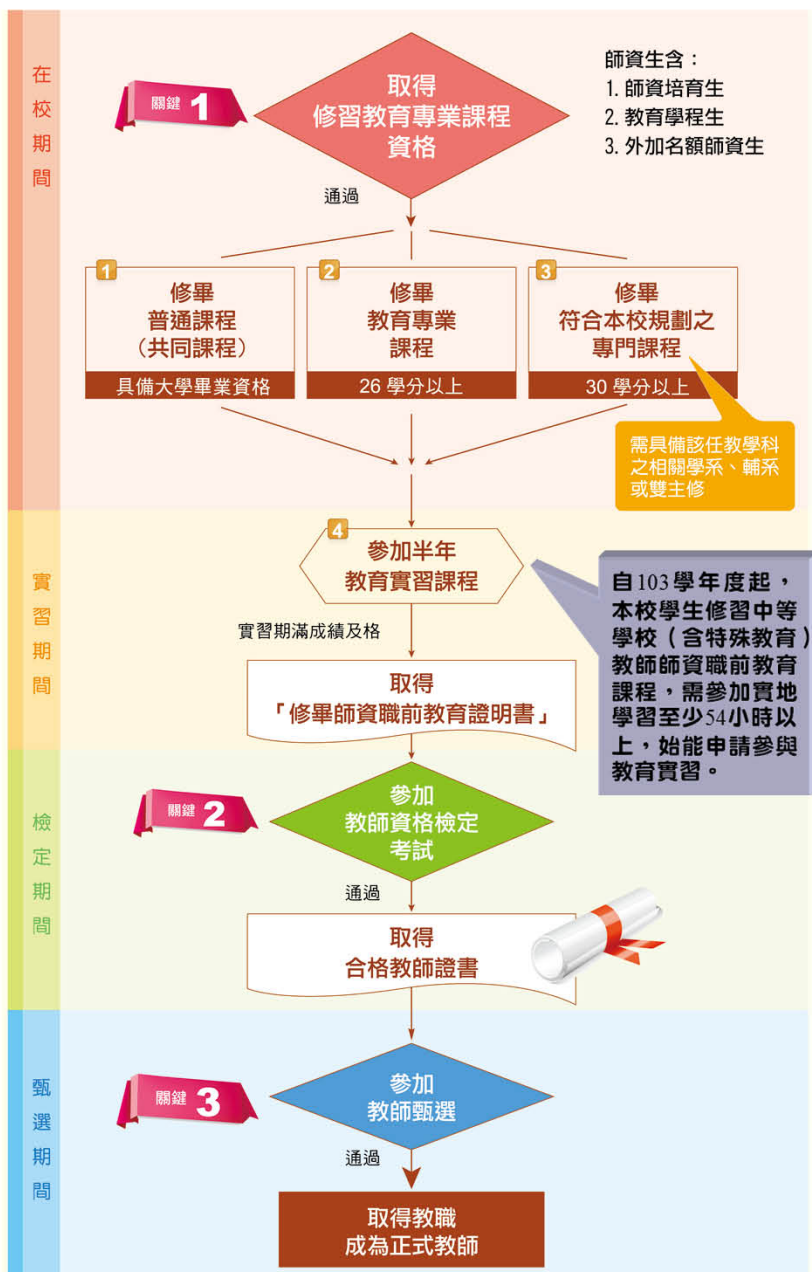 在校期間
關鍵 1
取得
修習教育專業課程
資格
師資生含：
1. 師資培育生
2. 教育學程生
3. 外加名額師資生
通過
1
修畢
普通課程
（共同課程）
具備大學畢業資格
2
修畢
教育專業
課程
26 學分以上
3
修畢
符合本校規劃之
專門課程
30 學分以上
需具備該任教學科
之相關學系、輔系
或雙主修
實習期間
4
參加半年
教育實習課程
自103學年度起，
本校學生修習中等
學校（含特殊教育）
教師師資職前教育
課程，需參加實地
學習至少54小時以
上，始能申請參與
教育實習。
實習期滿成績及格
取得
「修畢師資職前教育證明書」
檢定期間
關鍵 2
參加
教師資格檢定
考試
通過
取得
合格教師證書
甄選期間
關鍵 3
參加
教師甄選
通過
取得教職
成為正式教師